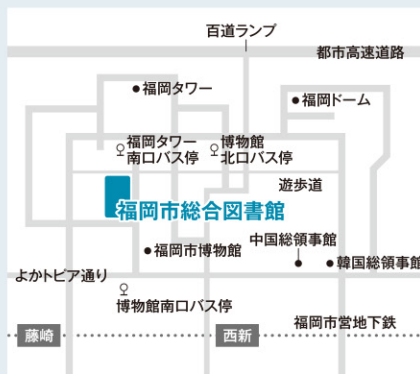 百道ランプ
都市高速道路
福岡タワー
福岡ドーム
福岡タワー
南口バス停
博物館
北口バス停
遊歩道
福岡市総合図書館
中国総領事館
福岡市博物館
韓国総領事館
よかトピア通り
博物館南口バス停
福岡市営地下鉄
藤崎
西新